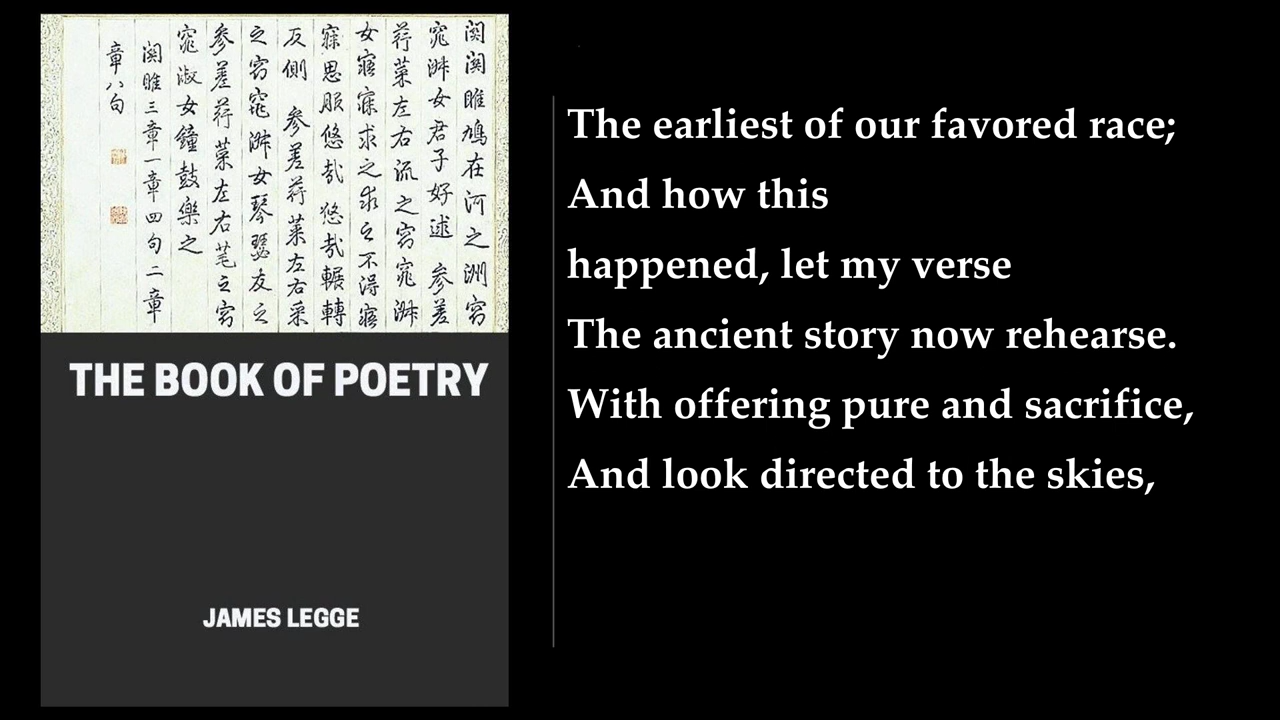 關關雎鳩在河之洲窈
窕淑女君子好逑 參差
荇菜左右流之窈窕淑
女寤寐求之求之不得寤
寐思服悠哉悠哉輾轉
反側 參差荇菜左右采
之窈窕淑女琴瑟友之
參差荇菜左右芼之窈
窕淑女鐘鼓樂之
關雎三章一章四句二章
章八句
THE BOOK OF POETRY
JAMES LEGGE
The earliest of our favored race;
And how this
happened, let my verse
The ancient story now rehearse.
With offering pure and sacrifice,
And look directed to the skies,